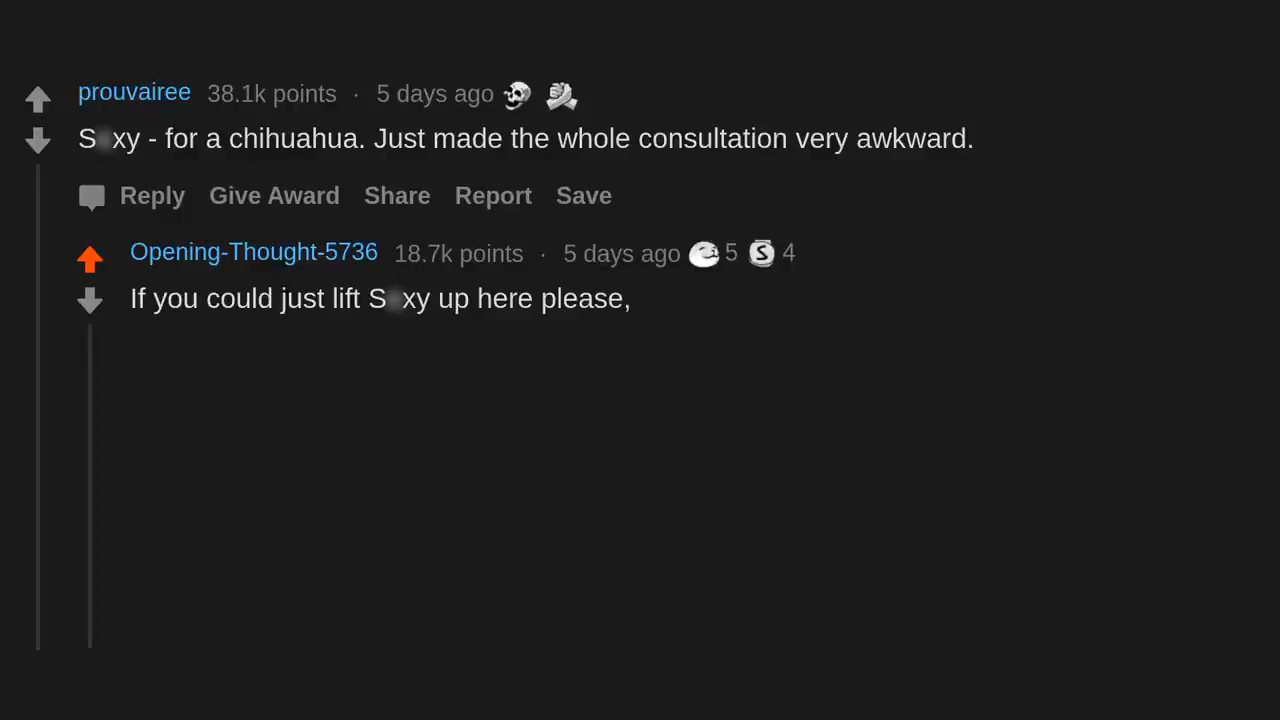 prouvairee 38.1k points · 5 days ago
S xy - for a chihuahua. Just made the whole consultation very awkward.
Reply Give Award Share Report Save
Opening-Thought-5736 18.7k points · 5 days ago 5 S 4
If you could just lift S xy up here please,